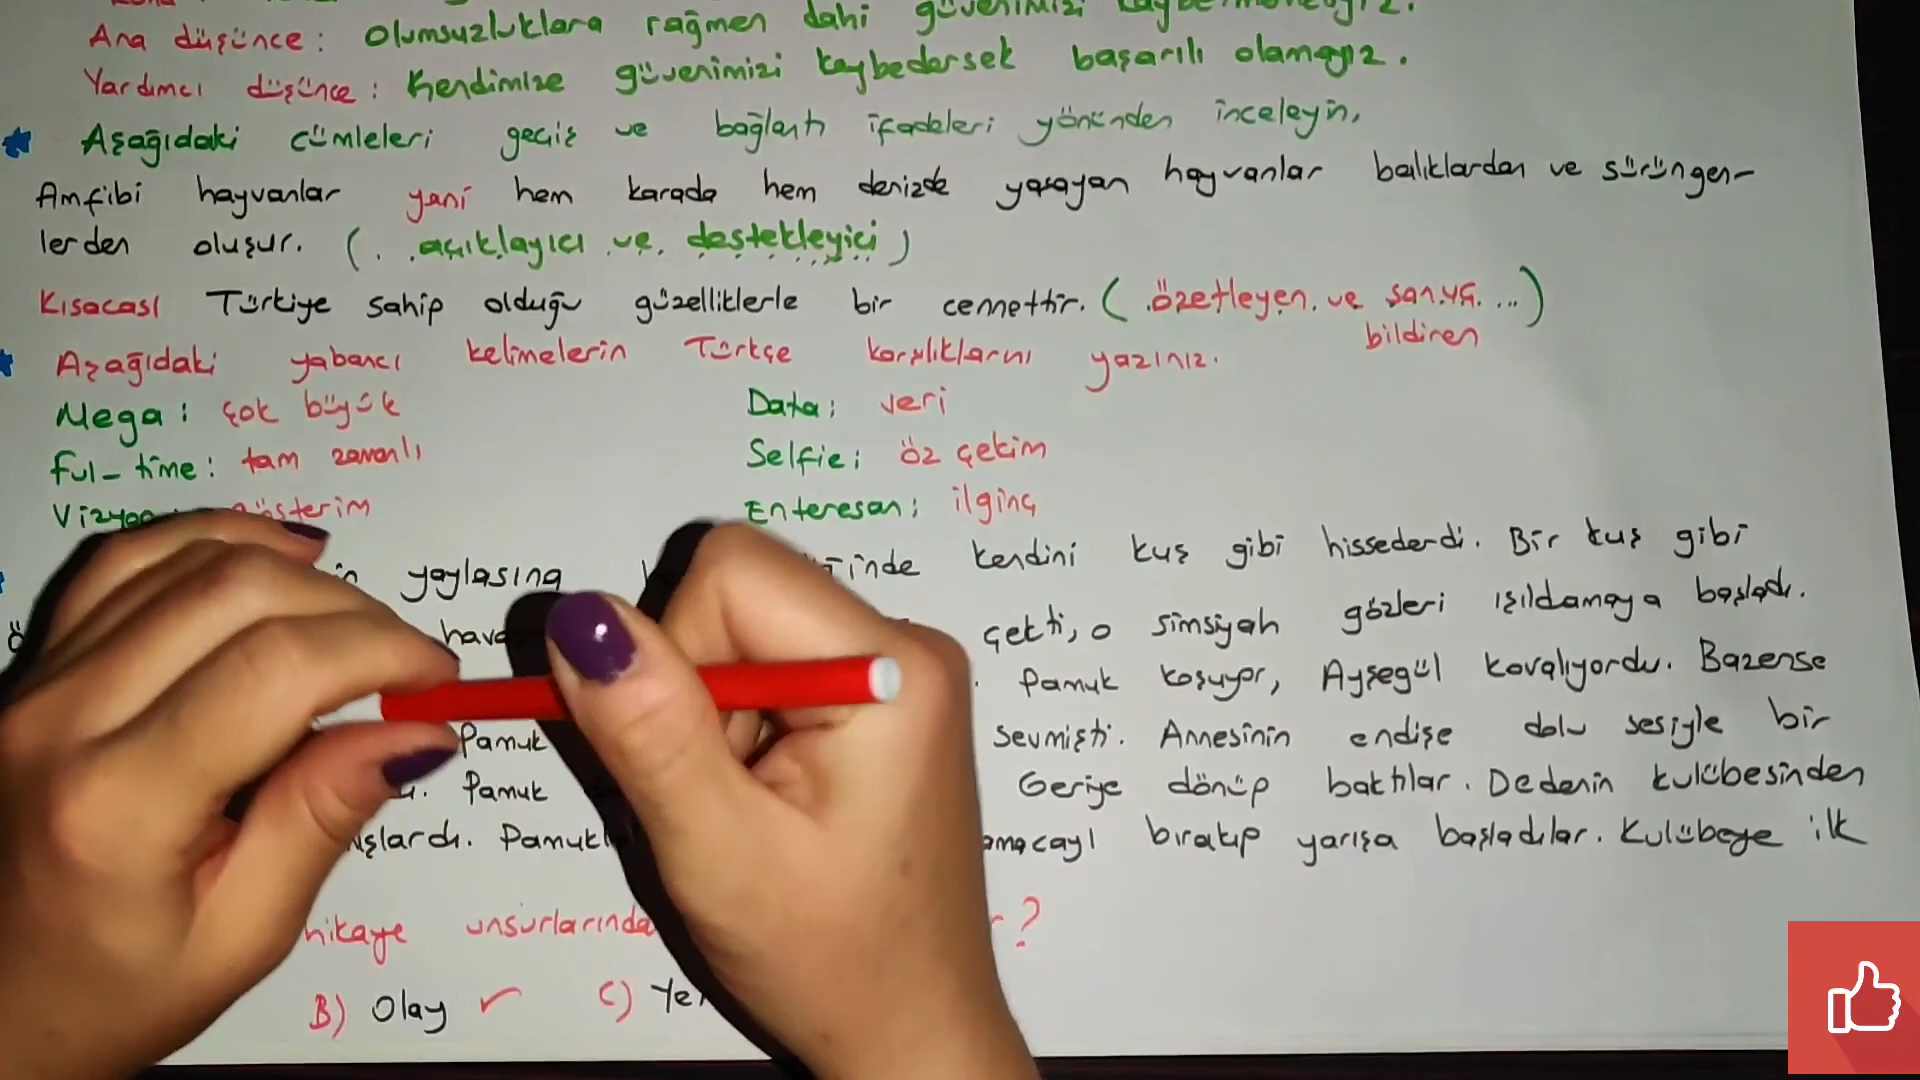 Ana düşünce: Olumsuzluklara rağmen dahi güvenimizi kaybetmemeliyiz.
Yardımcı düşünce: Kendimize güvenimizi kaybedersek başarılı olamayız.
Aşağıdaki cümleleri geçiş ve bağlantı ifadeleri yönünden inceleyin.
Amfibi hayvanlar yani hem karada hem denizde yaşayan hayvanlar balıklardan ve sürüngen-
lerden oluşur. (. .açıklayıcı .ve. destekleyici)
Kısacası Türkiye sahip olduğu güzelliklerle bir cennettir. (.özetleyen. ve sonuç. ...)
bildiren
Aşağıdaki yabancı kelimelerin Türkçe karşılıklarını yazınız.
Mega: çok büyük Data: veri
Ful-time: tam zamanlı Selfie: öz çekim
gösterim Enteresan: ilginç
yaylasına kendini kuş gibi hissederdi. Bir kuş gibi
çekti, o simsiyah gözleri ışıldamaya başladı.
Pamuk koşuyor, Ayşegül kovalıyordu. Bazense
Pamuk sevmişti. Annesinin endişe dolu sesiyle bir
Pamuk Geriye dönüp baktılar. Dedenin kulübesinden
bırakıp yarışa başladılar. Kulübeye ilk
hikaye ?
B) Olay ✓ C)